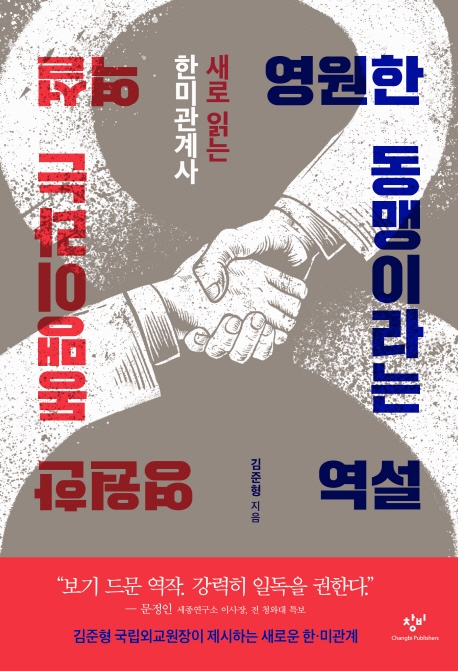 영원한
동맹이라는
역설
새로 읽는
한미관계사
영원한
동맹이라는
역설
김준형 지음
“보기 드문 역작. 강력히 일독을 권한다.”
— 문정인 세종연구소 이사장, 전 청와대 특보
김준형 국립외교원장이 제시하는 새로운 한·미관계
창비
Changbi Publishers